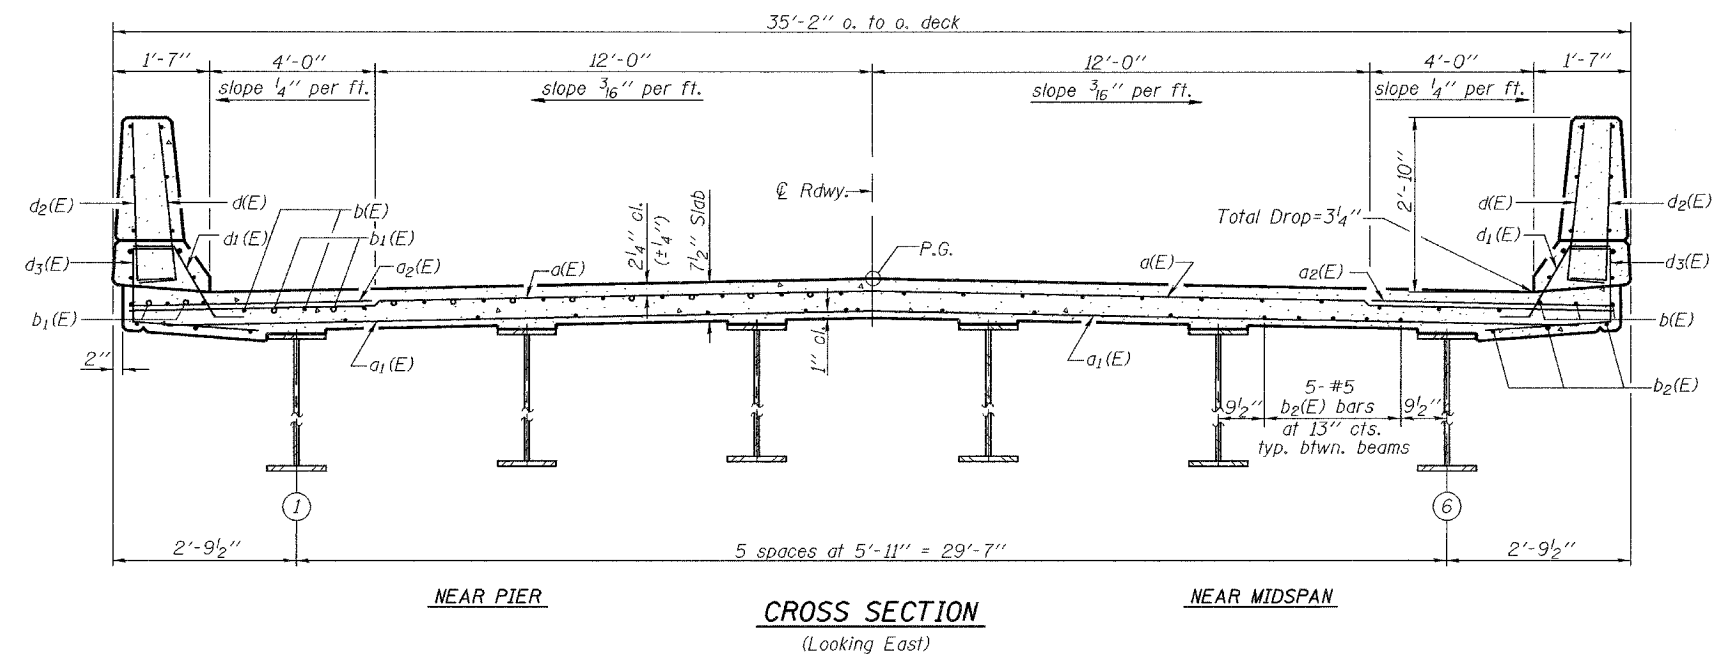 35'-2" o. to o. deck
1'-7"
4'-0"
12'-0"
12'-0"
4'-0"
1'-7"
slope 1/4" per ft.
slope 3/16" per ft.
slope 3/16" per ft.
slope 1/4" per ft.
℄ Rdwy.
2'-10"
d2(E)
d(E)
b(E)
d1(E)
b1(E)
d3(E)
a2(E)
a(E)
2 1/4" cl.
(±1/4")
7 1/2" Slab
P.G.
Total Drop=3 1/4"
d(E)
d2(E)
d1(E)
a(E)
a2(E)
d3(E)
b1(E)
b(E)
2"
a1(E)
1" cl.
a1(E)
b2(E)
9 1/2"
5-#5
b2(E) bars
at 13" cts.
typ. btwn. beams
9 1/2"
1
6
2'-9 1/2"
5 spaces at 5'-11" = 29'-7"
2'-9 1/2"
NEAR PIER
NEAR MIDSPAN
CROSS SECTION
(Looking East)